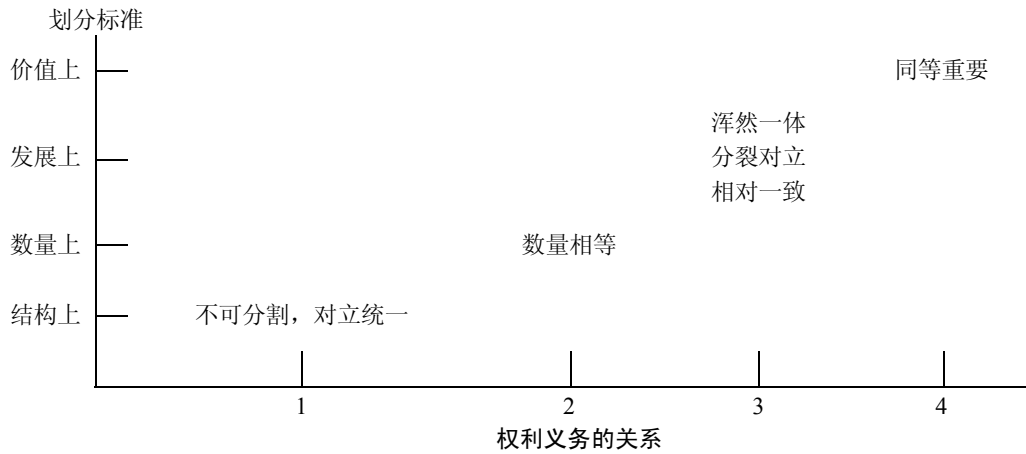 划分标准
价值上 同等重要
浑然一体
发展上 分裂对立
相对一致
数量上 数量相等
结构上 不可分割，对立统一
1 2 3 4
权利义务的关系